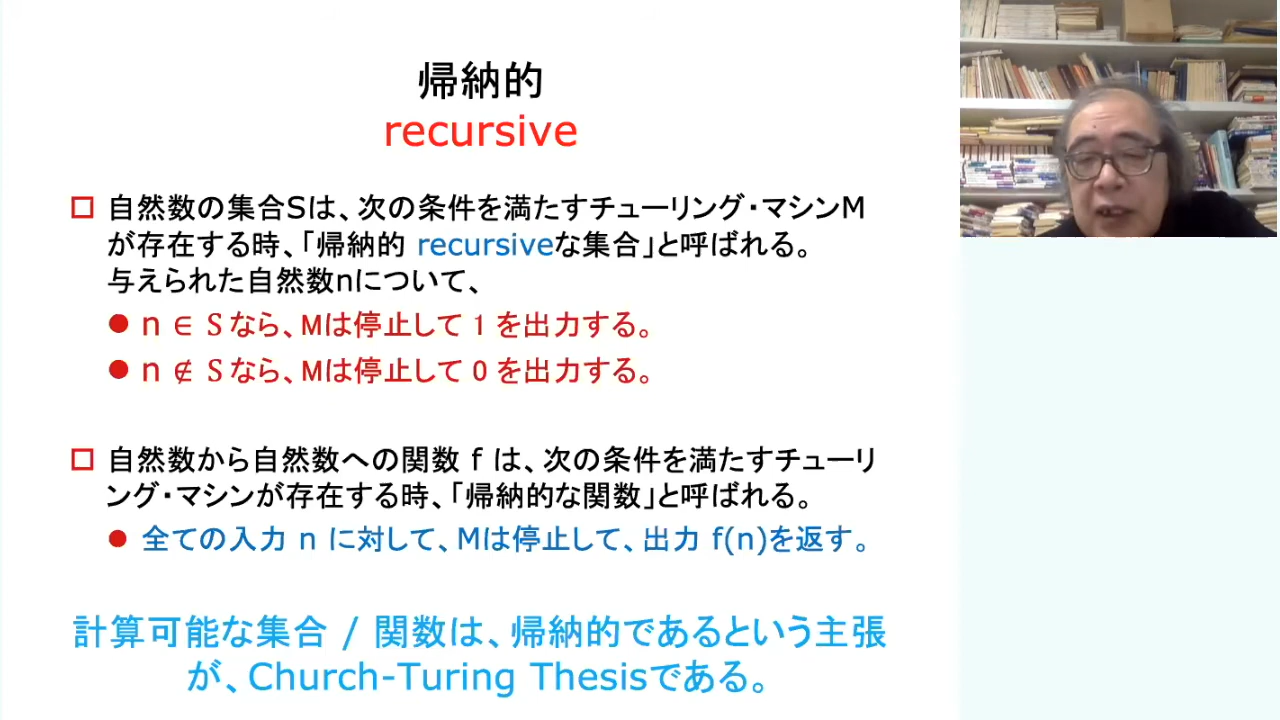 帰納的
recursive
自然数の集合Sは、次の条件を満たすチューリング・マシンM
が存在する時、「帰納的 recursiveな集合」と呼ばれる。
与えられた自然数nについて、
n ∈ Sなら、Mは停止して 1 を出力する。
n ∉ Sなら、Mは停止して 0 を出力する。
自然数から自然数への関数 f は、次の条件を満たすチューリ
ング・マシンが存在する時、「帰納的な関数」と呼ばれる。
全ての入力 n に対して、Mは停止して、出力 f(n)を返す。
計算可能な集合 / 関数は、帰納的であるという主張
が、Church-Turing Thesisである。